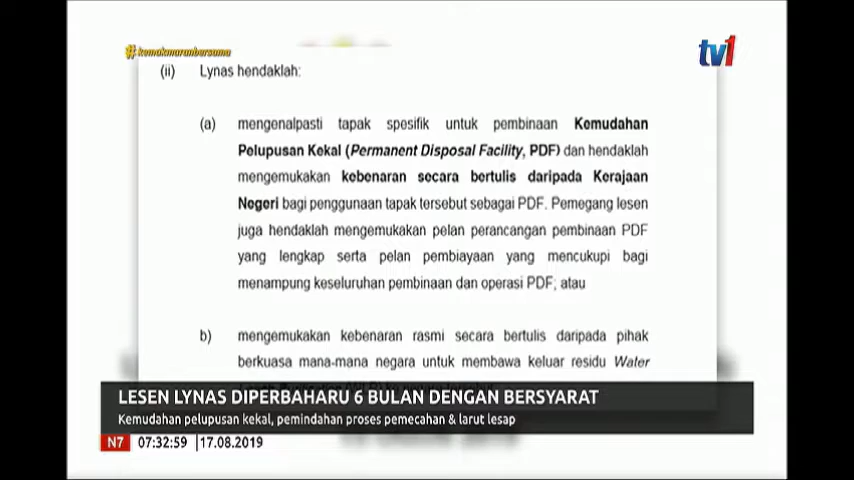 #kemakmuranbersama
tv1
(ii) Lynas hendaklah:
(a) mengenalpasti tapak spesifik untuk pembinaan Kemudahan
Pelupusan Kekal (Permanent Disposal Facility, PDF) dan hendaklah
mengemukakan kebenaran secara bertulis daripada Kerajaan
Negeri bagi penggunaan tapak tersebut sebagai PDF. Pemegang lesen
juga hendaklah mengemukakan pelan perancangan pembinaan PDF
yang lengkap serta pelan pembiayaan yang mencukupi bagi
menampung keseluruhan pembinaan dan operasi PDF; atau
b) mengemukakan kebenaran rasmi secara bertulis daripada pihak
berkuasa mana-mana negara untuk membawa keluar residu Water
LESEN LYNAS DIPERBAHARU 6 BULAN DENGAN BERSYARAT
Kemudahan pelupusan kekal, pemindahan proses pemecahan & larut lesap
N7 07:32:59 |17.08.2019